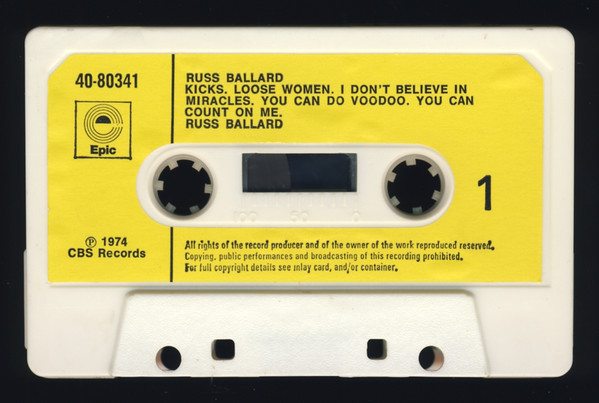 40-80341
Epic
℗ 1974
CBS Records
RUSS BALLARD
KICKS. LOOSE WOMEN. I DON'T BELIEVE IN
MIRACLES. YOU CAN DO VOODOO. YOU CAN
COUNT ON ME.
RUSS BALLARD
100 50 0
1
All rights of the record producer and of the owner of the work reproduced reserved.
Copying, public performances and broadcasting of this recording prohibited.
For full copyright details see inlay card, and/or container.